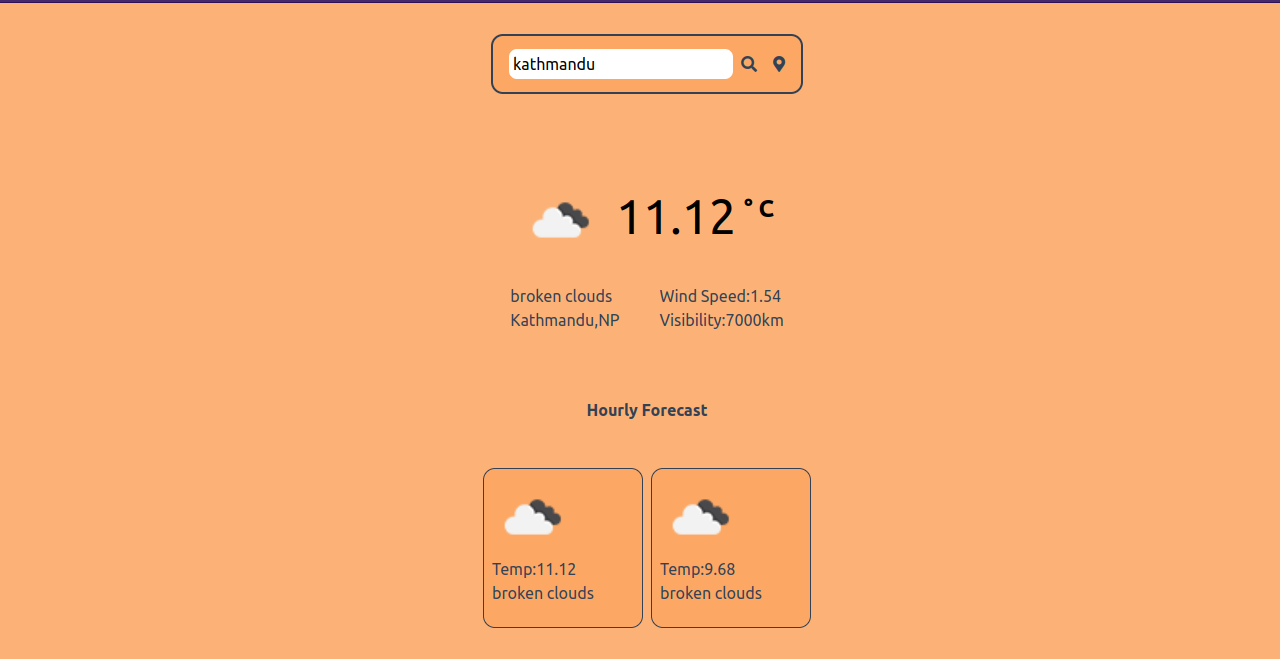 kathmandu
11.12°C
broken clouds
Kathmandu,NP
Wind Speed:1.54
Visibility:7000km
Hourly Forecast
Temp:11.12
broken clouds
Temp:9.68
broken clouds